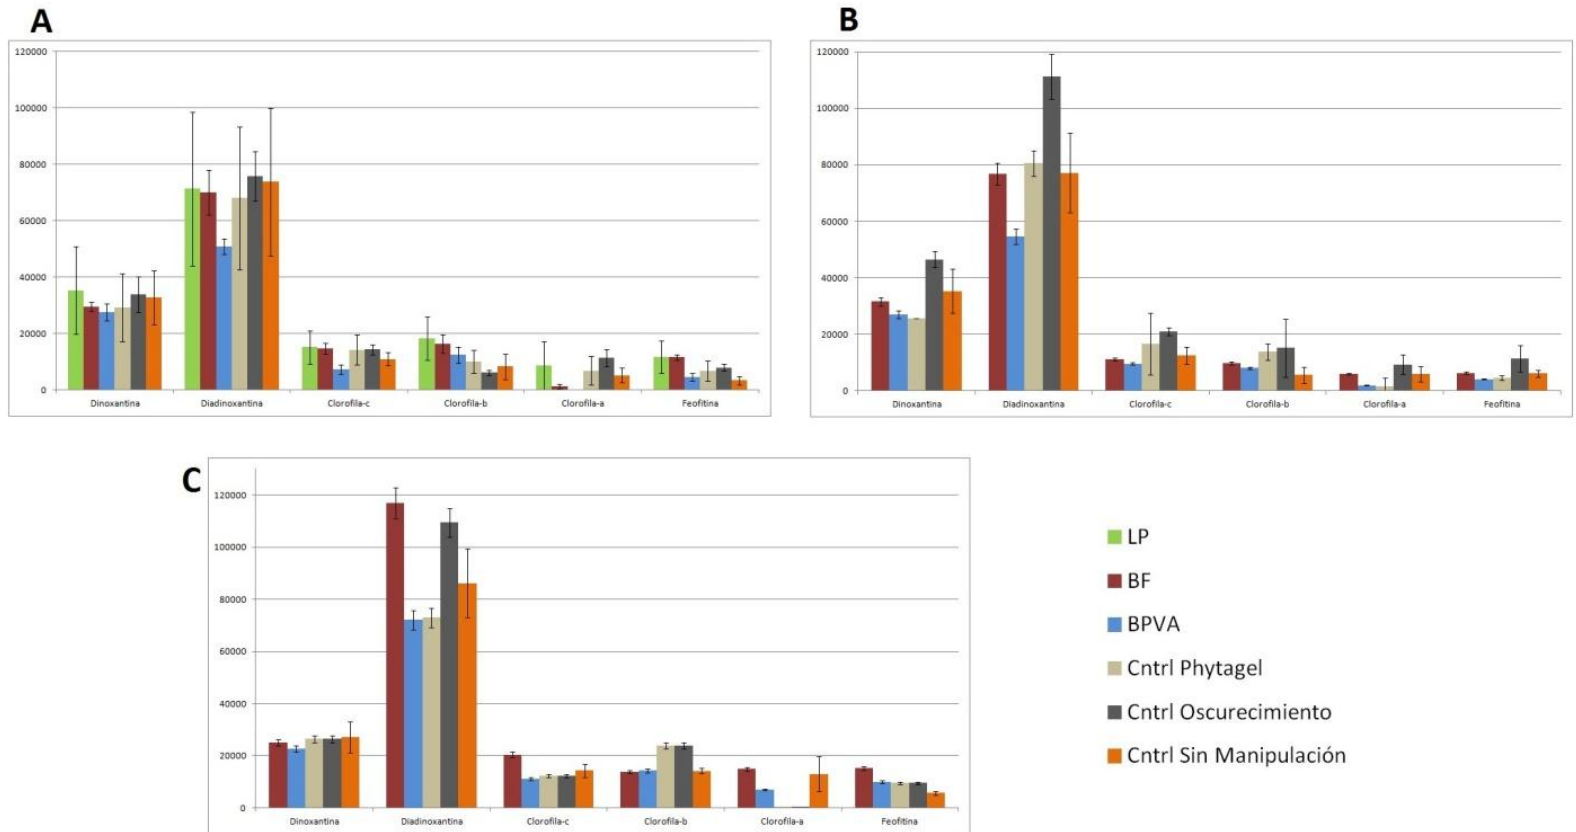 A
120000
100000
80000
60000
40000
20000
0
Dinoxantina Diadinoxantina Clorofila-c Clorofila-b Clorofila-a Feofitina
B
120000
100000
80000
60000
40000
20000
0
Dinoxantina Diadinoxantina Clorofila-c Clorofila-b Clorofila-a Feofitina
C
120000
100000
80000
60000
40000
20000
0
Dinoxantina Diadinoxantina Clorofila-c Clorofila-b Clorofila-a Feofitina
LP
BF
BPVA
Cntrl Phytagel
Cntrl Oscurecimiento
Cntrl Sin Manipulación